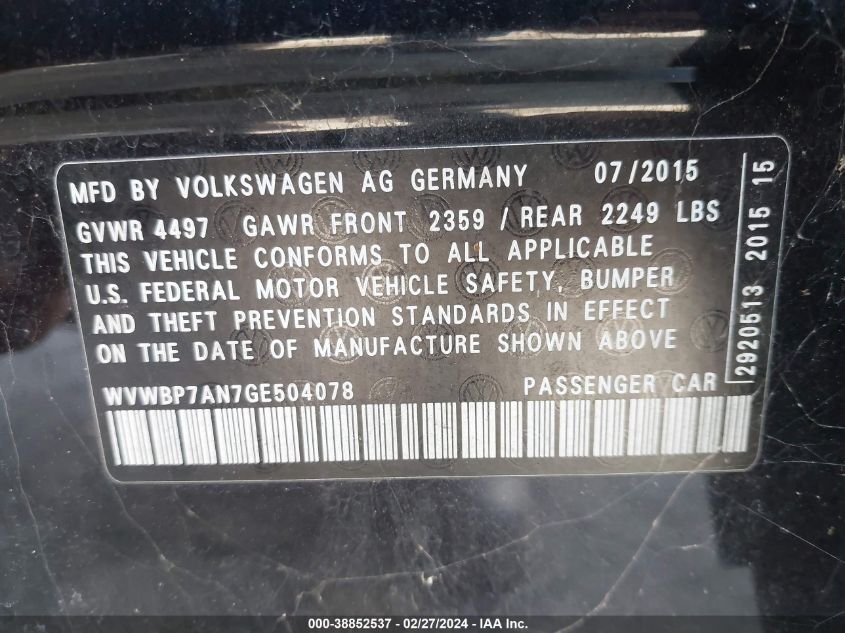 MFD BY VOLKSWAGEN AG GERMANY 07/2015
GVWR 4497 GAWR FRONT 2359 / REAR 2249 LBS
THIS VEHICLE CONFORMS TO ALL APPLICABLE
U.S. FEDERAL MOTOR VEHICLE SAFETY, BUMPER
AND THEFT PREVENTION STANDARDS IN EFFECT
ON THE DATE OF MANUFACTURE SHOWN ABOVE
WVWBP7AN7GE504078 PASSENGER CAR
2920513 2015 15
000-38852537 - 02/27/2024 - IAA Inc.